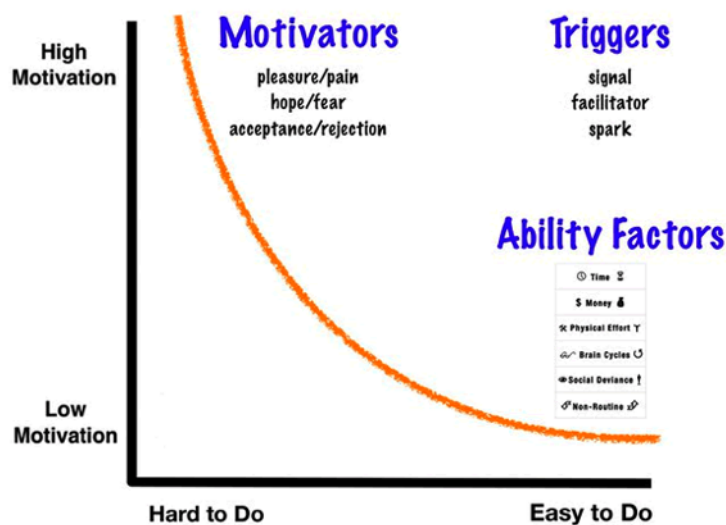 Motivators
Triggers
High
Motivation
pleasure/pain
hope/fear
acceptance/rejection
signal
facilitator
spark
Ability Factors
Time
$ Money
Physical Effort
Brain Cycles
Social Deviance
Non-Routine
Low
Motivation
Hard to Do
Easy to Do